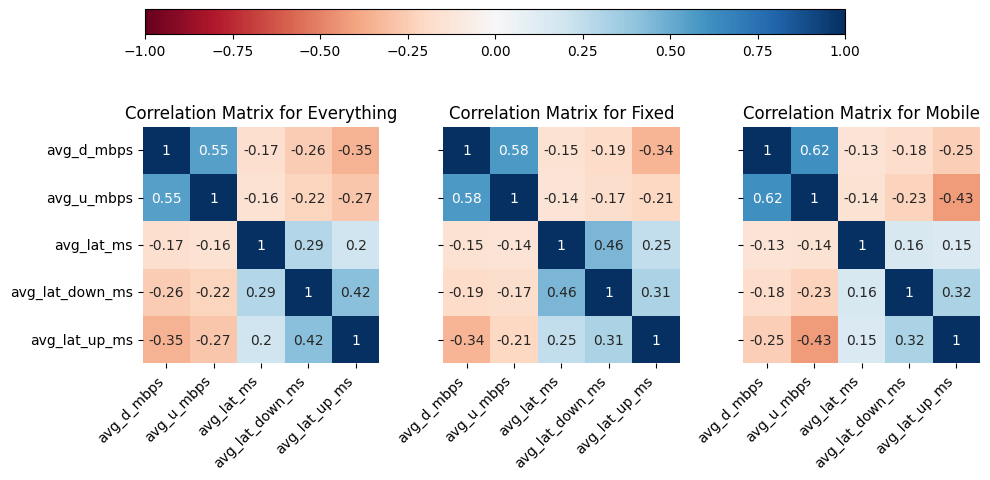 −1.00 −0.75 −0.50 −0.25 0.00 0.25 0.50 0.75 1.00
Correlation Matrix for Everything
avg_d_mbps 1 0.55 -0.17 -0.26 -0.35
avg_u_mbps 0.55 1 -0.16 -0.22 -0.27
avg_lat_ms -0.17 -0.16 1 0.29 0.2
avg_lat_down_ms -0.26 -0.22 0.29 1 0.42
avg_lat_up_ms -0.35 -0.27 0.2 0.42 1
avg_d_mbps avg_u_mbps avg_lat_ms avg_lat_down_ms avg_lat_up_ms
Correlation Matrix for Fixed
1 0.58 -0.15 -0.19 -0.34
0.58 1 -0.14 -0.17 -0.21
-0.15 -0.14 1 0.46 0.25
-0.19 -0.17 0.46 1 0.31
-0.34 -0.21 0.25 0.31 1
avg_d_mbps avg_u_mbps avg_lat_ms avg_lat_down_ms avg_lat_up_ms
Correlation Matrix for Mobile
1 0.62 -0.13 -0.18 -0.25
0.62 1 -0.14 -0.23 -0.43
-0.13 -0.14 1 0.16 0.15
-0.18 -0.23 0.16 1 0.32
-0.25 -0.43 0.15 0.32 1
avg_d_mbps avg_u_mbps avg_lat_ms avg_lat_down_ms avg_lat_up_ms